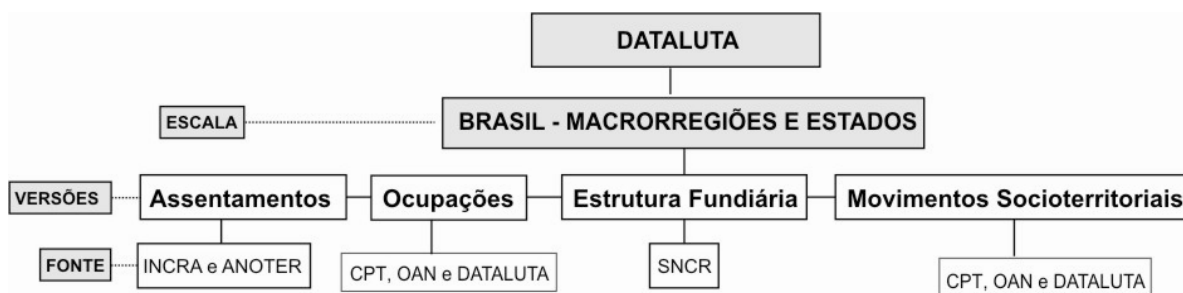 DATALUTA
ESCALA
BRASIL - MACRORREGIÕES E ESTADOS
VERSÕES
Assentamentos
Ocupações
Estrutura Fundiária
Movimentos Socioterritoriais
FONTE
INCRA e ANOTER
CPT, OAN e DATALUTA
SNCR
CPT, OAN e DATALUTA